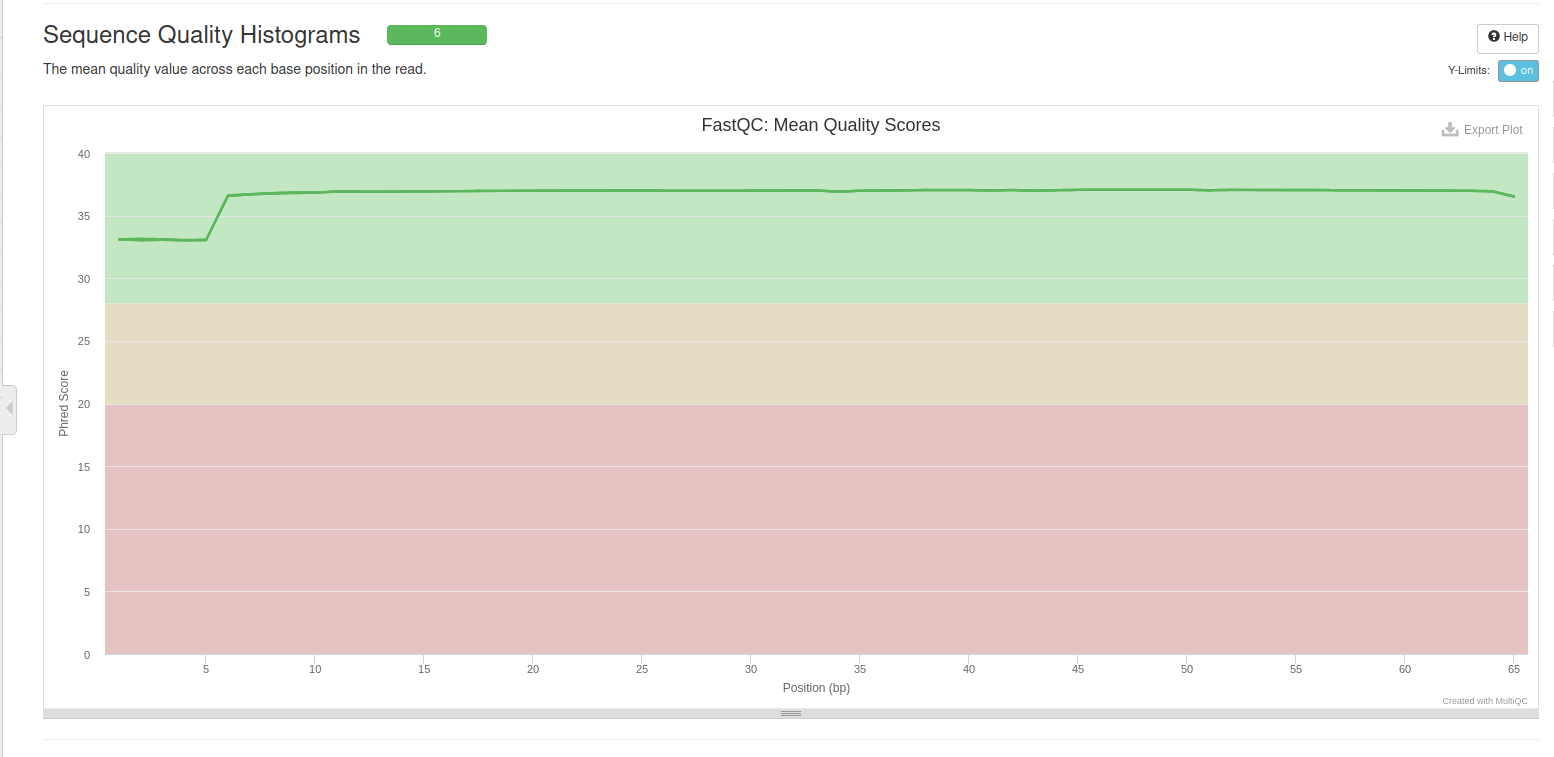 Sequence Quality Histograms 6
Help
The mean quality value across each base position in the read.
Y-Limits: on
FastQC: Mean Quality Scores
Export Plot
40
35
30
25
20
15
10
5
0
Phred Score
5 10 15 20 25 30 35 40 45 50 55 60 65
Position (bp)
Created with MultiQC